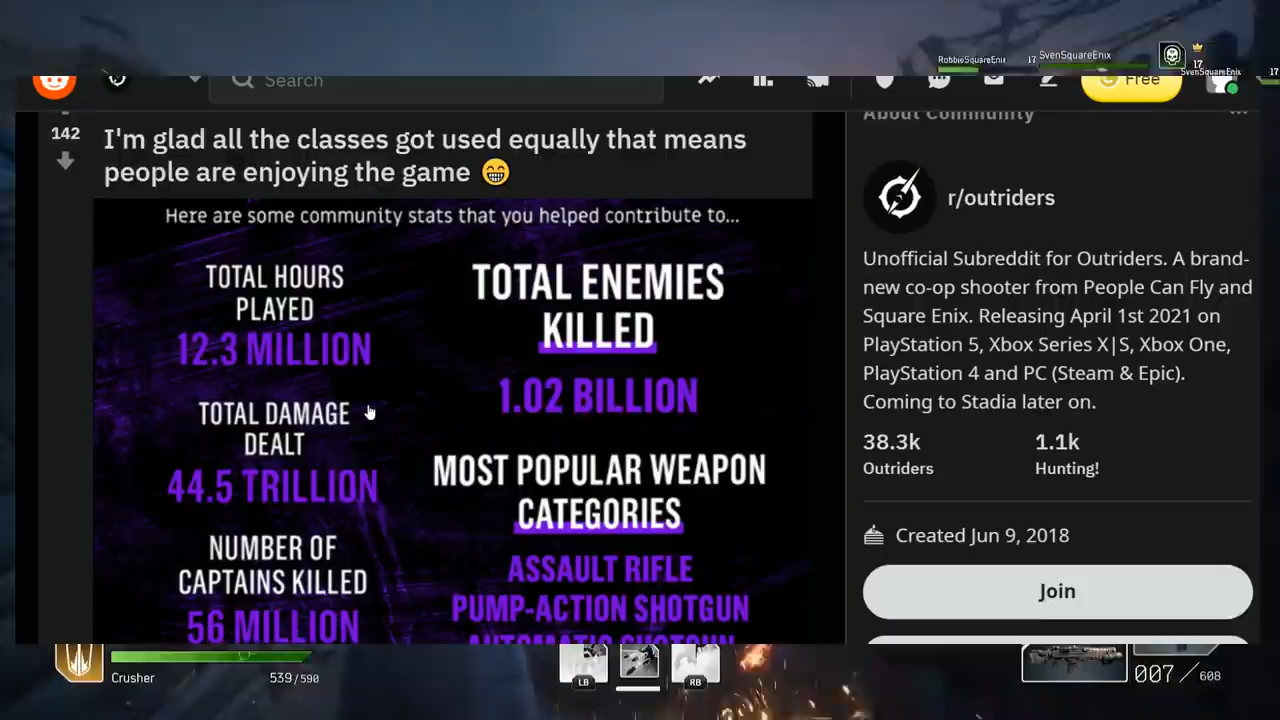 RobbieSquareEnix
17 SvenSquareEnix
17
SvenSquareEnix
17
Search
Free
142
I'm glad all the classes got used equally that means
people are enjoying the game 😁
Here are some community stats that you helped contribute to...
TOTAL HOURS
PLAYED
12.3 MILLION
TOTAL DAMAGE
DEALT
44.5 TRILLION
NUMBER OF
CAPTAINS KILLED
56 MILLION
TOTAL ENEMIES
KILLED
1.02 BILLION
MOST POPULAR WEAPON
CATEGORIES
ASSAULT RIFLE
PUMP-ACTION SHOTGUN
AUTOMATIC SHOTGUN
About Community
r/outriders
Unofficial Subreddit for Outriders. A brand-
new co-op shooter from People Can Fly and
Square Enix. Releasing April 1st 2021 on
PlayStation 5, Xbox Series X|S, Xbox One,
PlayStation 4 and PC (Steam & Epic).
Coming to Stadia later on.
38.3k
Outriders
1.1k
Hunting!
Created Jun 9, 2018
Join
Crusher
539/590
LB
RB
007/608